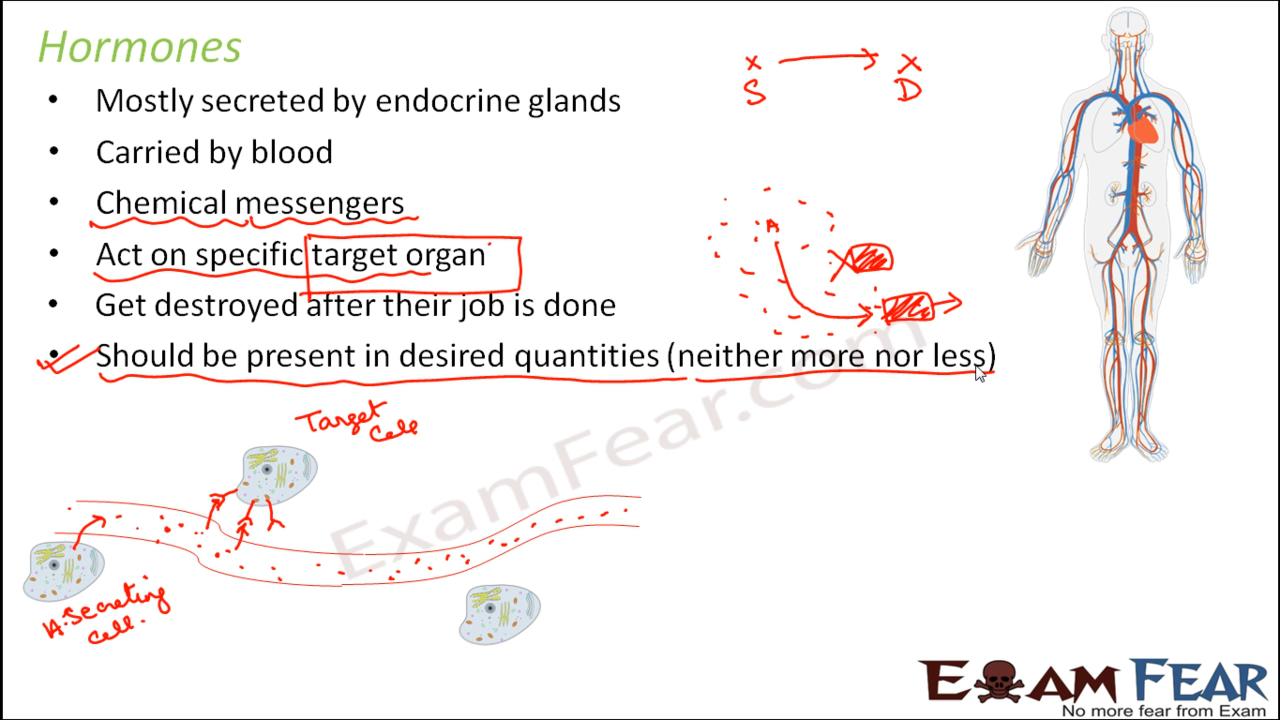 Hormones
• Mostly secreted by endocrine glands
• Carried by blood
• Chemical messengers
• Act on specific target organ
• Get destroyed after their job is done
• Should be present in desired quantities (neither more nor less)
x x
S D
A
Target
Cell
H.Secreting
Cell.
ExamFear.com
EXAM FEAR
No more fear from Exam